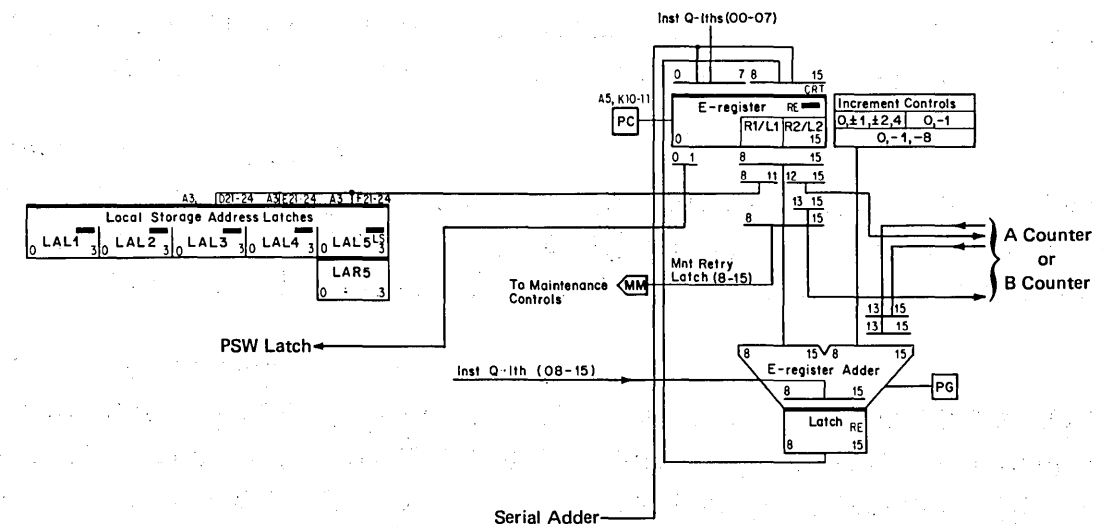 Inst Q-lths (00-07)
0 7 8 15
CRT
A5, K10-11
PC
E-register RE
R1/L1 R2/L2
0 15
Increment Controls
0,±1,±2,4 0,-1
0,-1,-8
0 1 8 15
8 11 12 15
13 15
8 15
A3, D21-24 A3 E21-24 A3 F21-24
Local Storage Address Latches
LAL1 LAL2 LAL3 LAL4 LAL5 LS
0 3 0 3 0 3 0 3 0 3
LAR5
0 - 3
Mnt Retry
Latch (8-15)
To Maintenance
Controls
MM
A Counter
or
B Counter
13 15
13 15
PSW Latch
8 15 8 15
E-register Adder
Inst Q-lth (08-15)
8 15
PG
Latch RE
8 15
Serial Adder